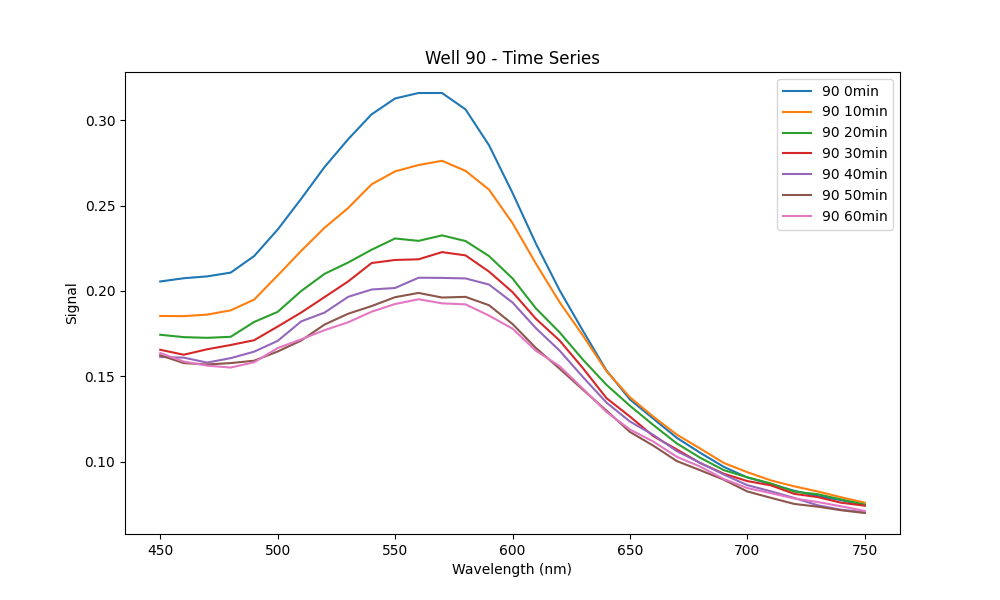 Well 90 - Time Series
90 0min
90 10min
90 20min
90 30min
90 40min
90 50min
90 60min
Signal
0.30
0.25
0.20
0.15
0.10
450 500 550 600 650 700 750
Wavelength (nm)